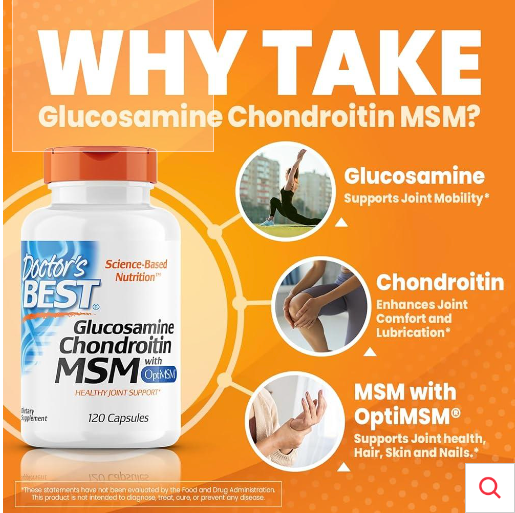 WHY TAKE
Glucosamine Chondroitin MSM?
Glucosamine
Supports Joint Mobility*
Doctor's
BEST®
Science-Based
Nutrition™
Glucosamine
Chondroitin
MSM with
OptiMSM
HEALTHY JOINT SUPPORT*
Dietary
Supplement
120 Capsules
Chondroitin
Enhances Joint
Comfort and
Lubrication*
MSM with
OptiMSM®
Supports Joint health,
Hair, Skin and Nails.*
*These statements have not been evaluated by the Food and Drug Administration.
This product is not intended to diagnose, treat, cure, or prevent any disease.